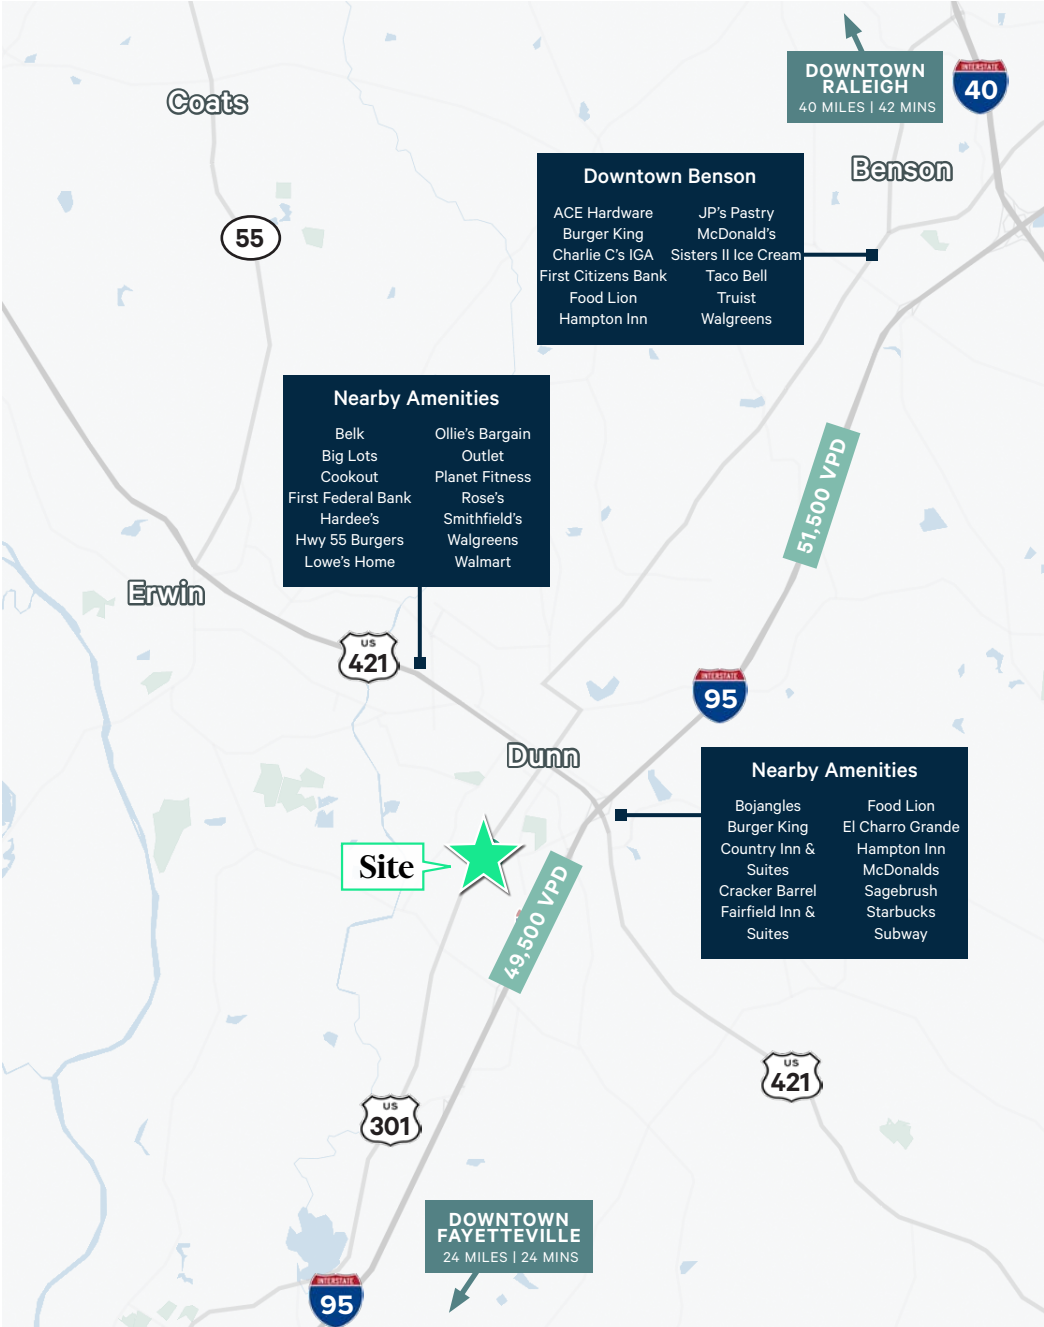 DOWNTOWN
RALEIGH
40 MILES | 42 MINS
INTERSTATE
40
Coats
Benson
Downtown Benson
ACE Hardware
Burger King
Charlie C's IGA
First Citizens Bank
Food Lion
Hampton Inn
JP's Pastry
McDonald's
Sisters II Ice Cream
Taco Bell
Truist
Walgreens
55
Nearby Amenities
Belk
Big Lots
Cookout
First Federal Bank
Hardee's
Hwy 55 Burgers
Lowe's Home
Ollie's Bargain
Outlet
Planet Fitness
Rose's
Smithfield's
Walgreens
Walmart
51,500 VPD
Erwin
US
421
INTERSTATE
95
Dunn
Nearby Amenities
Bojangles
Burger King
Country Inn &
Suites
Cracker Barrel
Fairfield Inn &
Suites
Food Lion
El Charro Grande
Hampton Inn
McDonalds
Sagebrush
Starbucks
Subway
Site
49,500 VPD
US
421
US
301
DOWNTOWN
FAYETTEVILLE
24 MILES | 24 MINS
INTERSTATE
95